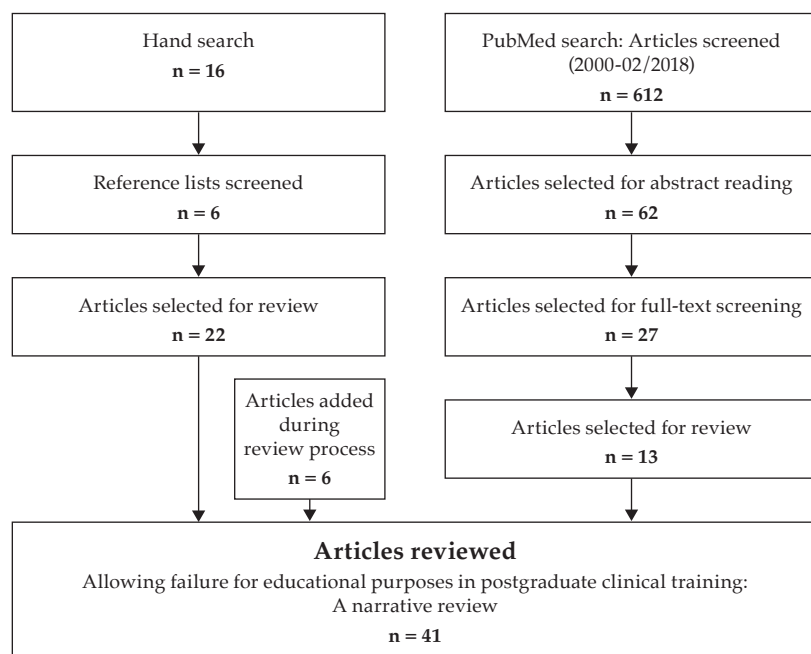 Hand search
n = 16
Reference lists screened
n = 6
Articles selected for review
n = 22
Articles added
during
review process
n = 6
PubMed search: Articles screened
(2000-02/2018)
n = 612
Articles selected for abstract reading
n = 62
Articles selected for full-text screening
n = 27
Articles selected for review
n = 13
Articles reviewed
Allowing failure for educational purposes in postgraduate clinical training:
A narrative review
n = 41